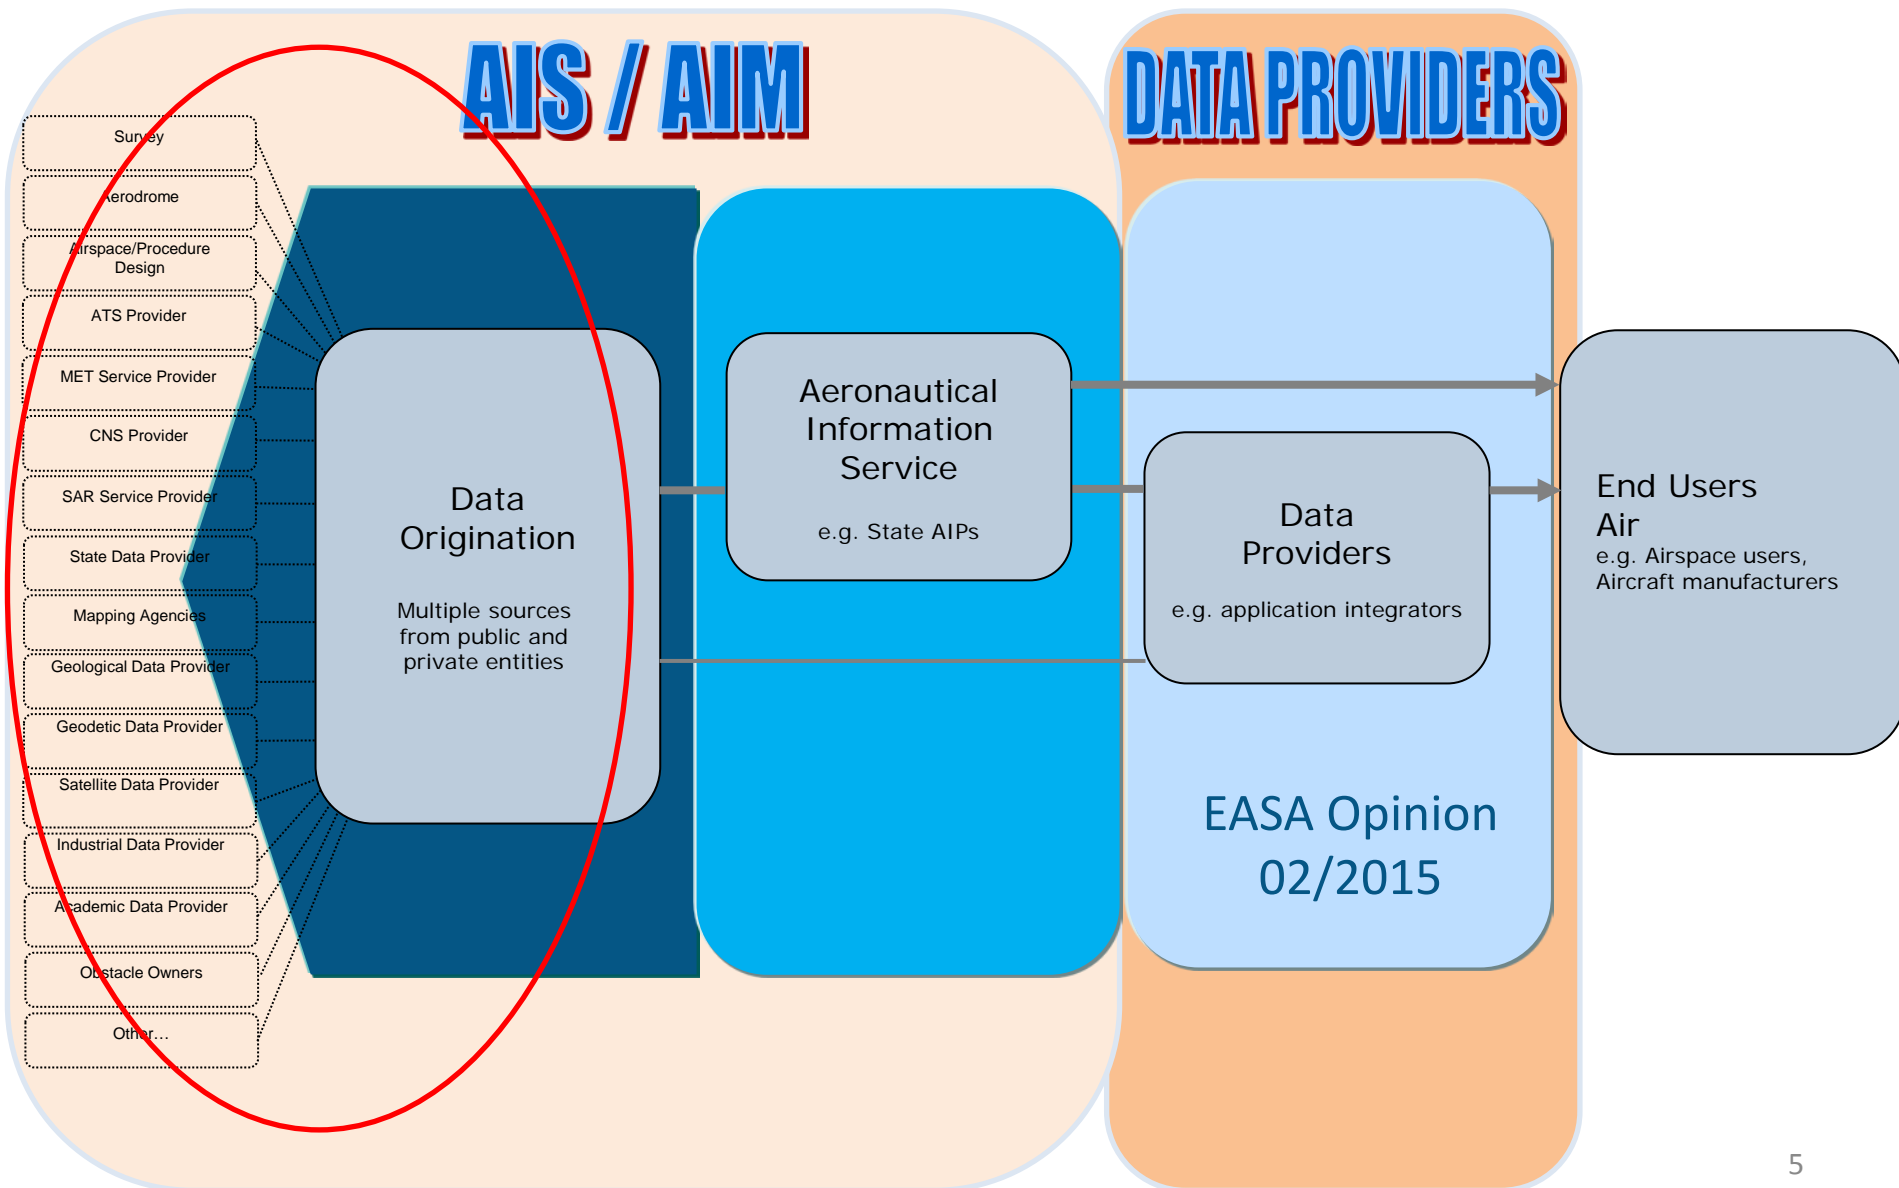 AIS / AIM
DATA PROVIDERS
Survey
Aerodrome
Airspace/Procedure
Design
ATS Provider
MET Service Provider
CNS Provider
SAR Service Provider
State Data Provider
Mapping Agencies
Geological Data Provider
Geodetic Data Provider
Satellite Data Provider
Industrial Data Provider
Academic Data Provider
Obstacle Owners
Other...
Data
Origination
Multiple sources
from public and
private entities
Aeronautical
Information
Service
e.g. State AIPs
Data
Providers
e.g. application integrators
EASA Opinion
02/2015
End Users
Air
e.g. Airspace users,
Aircraft manufacturers
5